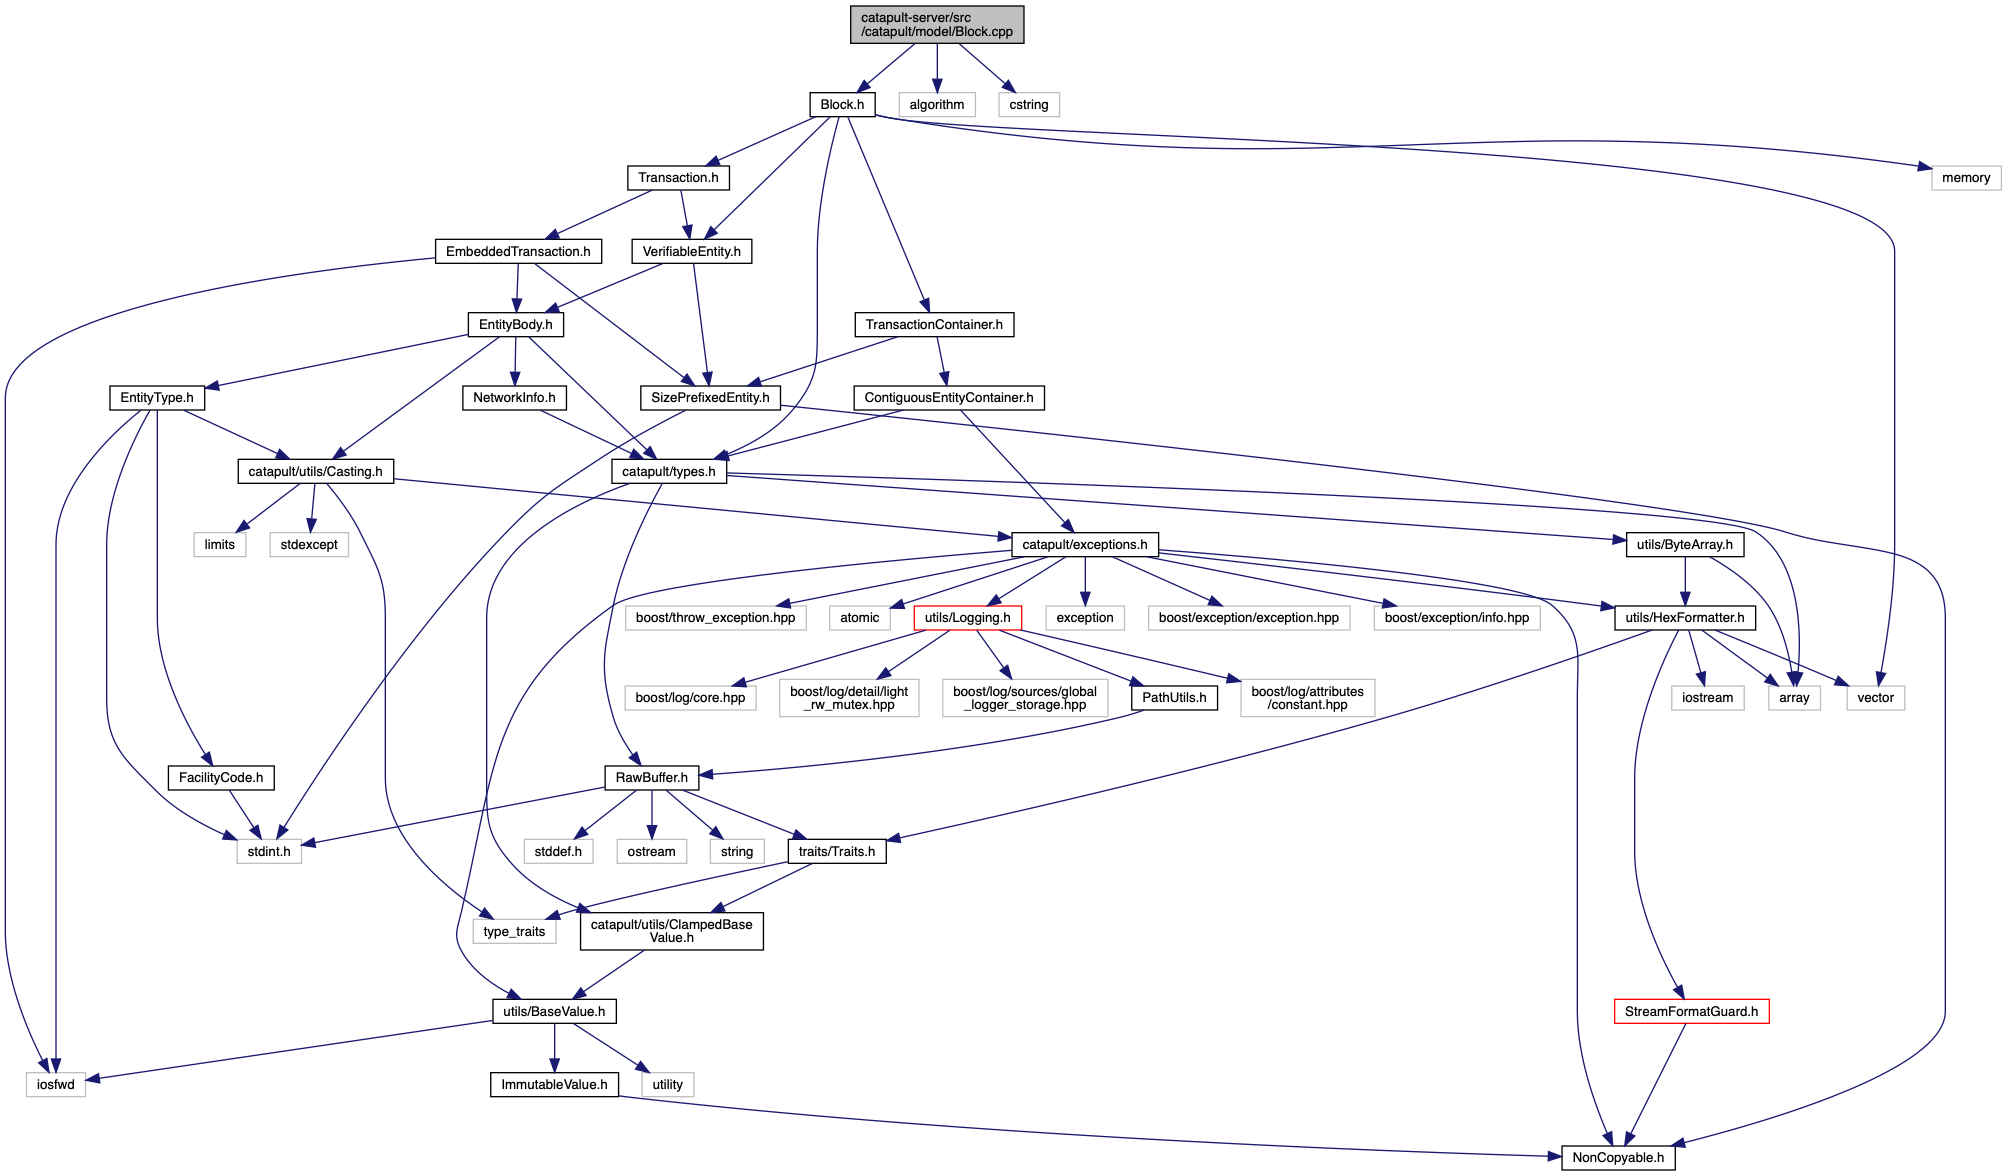 catapult-server/src
/catapult/model/Block.cpp
Block.h
algorithm
cstring
Transaction.h
memory
EmbeddedTransaction.h
VerifiableEntity.h
EntityBody.h
TransactionContainer.h
EntityType.h
NetworkInfo.h
SizePrefixedEntity.h
ContiguousEntityContainer.h
catapult/utils/Casting.h
catapult/types.h
limits
stdexcept
catapult/exceptions.h
utils/ByteArray.h
boost/throw_exception.hpp
atomic
utils/Logging.h
exception
boost/exception/exception.hpp
boost/exception/info.hpp
utils/HexFormatter.h
boost/log/core.hpp
boost/log/detail/light
_rw_mutex.hpp
boost/log/sources/global
_logger_storage.hpp
PathUtils.h
boost/log/attributes
/constant.hpp
iostream
array
vector
FacilityCode.h
RawBuffer.h
stdint.h
stddef.h
ostream
string
traits/Traits.h
type_traits
catapult/utils/ClampedBase
Value.h
utils/BaseValue.h
StreamFormatGuard.h
iosfwd
ImmutableValue.h
utility
NonCopyable.h